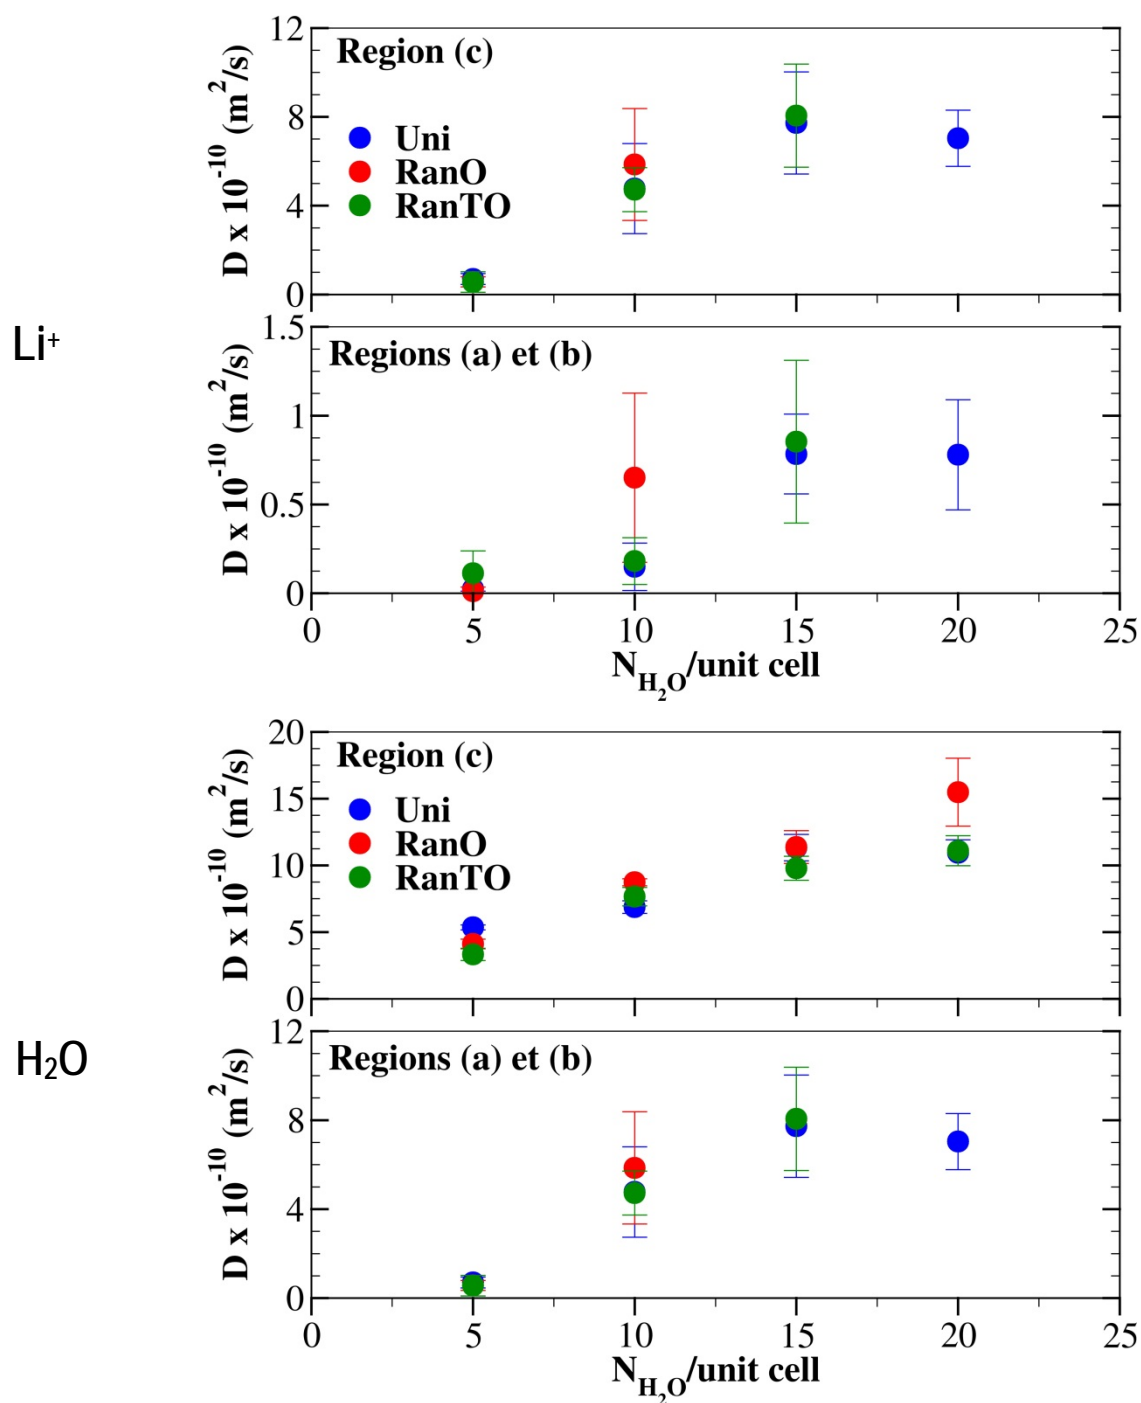 12
Region (c)
8
Uni
RanO
4
RanTO
D x 10^-10 (m^2/s)
0
Li+
1.5
Regions (a) et (b)
1
0.5
D x 10^-10 (m^2/s)
0
0 5 10 15 20 25
N_H2O/unit cell
20
Region (c)
15
Uni
RanO
10
RanTO
5
D x 10^-10 (m^2/s)
0
H2O
12
Regions (a) et (b)
8
4
D x 10^-10 (m^2/s)
0
0 5 10 15 20 25
N_H2O/unit cell